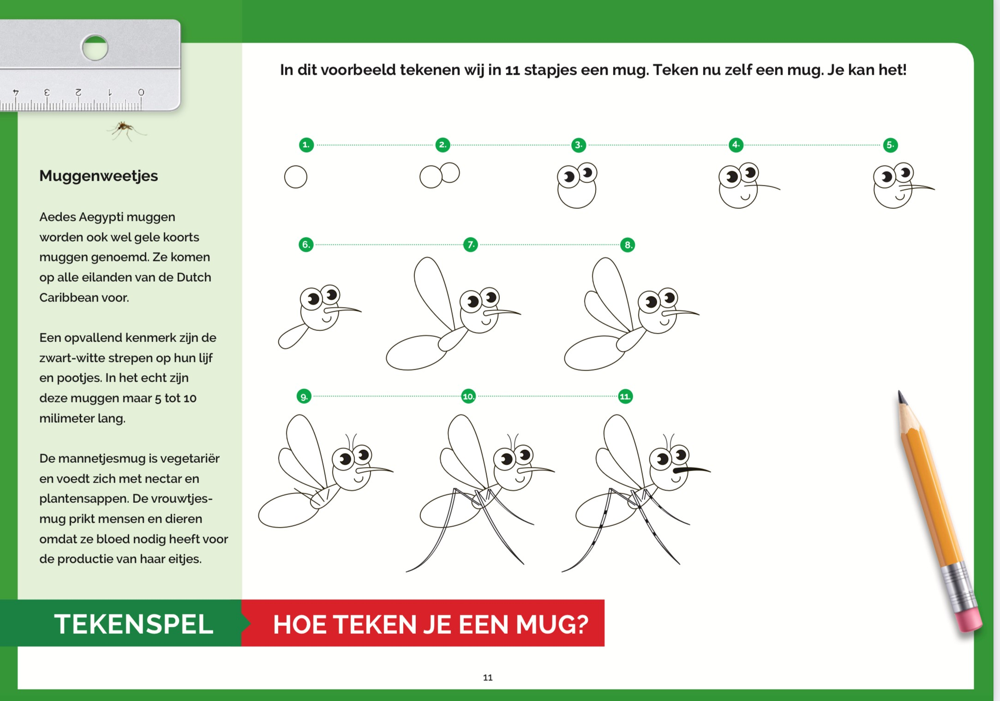 4 3 2 1 0
In dit voorbeeld tekenen wij in 11 stapjes een mug. Teken nu zelf een mug. Je kan het!
1. 2. 3. 4. 5.
6. 7. 8.
9. 10. 11.
Muggenweetjes
Aedes Aegypti muggen
worden ook wel gele koorts
muggen genoemd. Ze komen
op alle eilanden van de Dutch
Caribbean voor.
Een opvallend kenmerk zijn de
zwart-witte strepen op hun lijf
en pootjes. In het echt zijn
deze muggen maar 5 tot 10
milimeter lang.
De mannetjesmug is vegetariër
en voedt zich met nectar en
plantensappen. De vrouwtjes-
mug prikt mensen en dieren
omdat ze bloed nodig heeft voor
de productie van haar eitjes.
TEKENSPEL
HOE TEKEN JE EEN MUG?
11